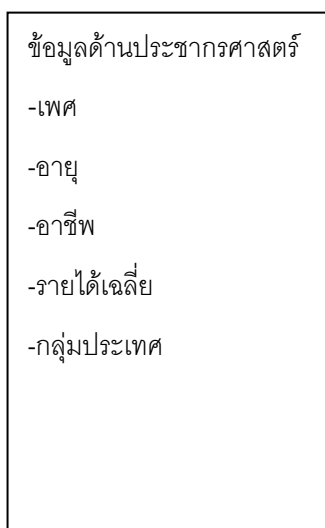 ข้อมูลด้านประชากรศาสตร์
-เพศ
-อายุ
-อาชีพ
-รายได้เฉลี่ย
-กลุ่มประเทศ